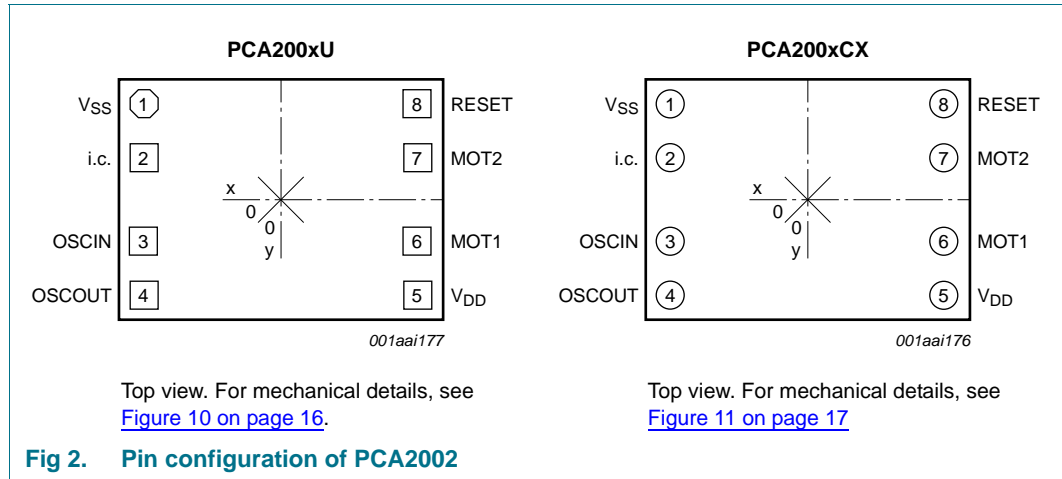 PCA200xU
PCA200xCX
VSS 1 8 RESET
i.c. 2 7 MOT2
x
0
0
y
OSCIN 3 6 MOT1
OSCOUT 4 5 VDD
001aai177
VSS 1 8 RESET
i.c. 2 7 MOT2
x
0
0
y
OSCIN 3 6 MOT1
OSCOUT 4 5 VDD
001aai176
Top view. For mechanical details, see
Figure 10 on page 16.
Top view. For mechanical details, see
Figure 11 on page 17
Fig 2. Pin configuration of PCA2002